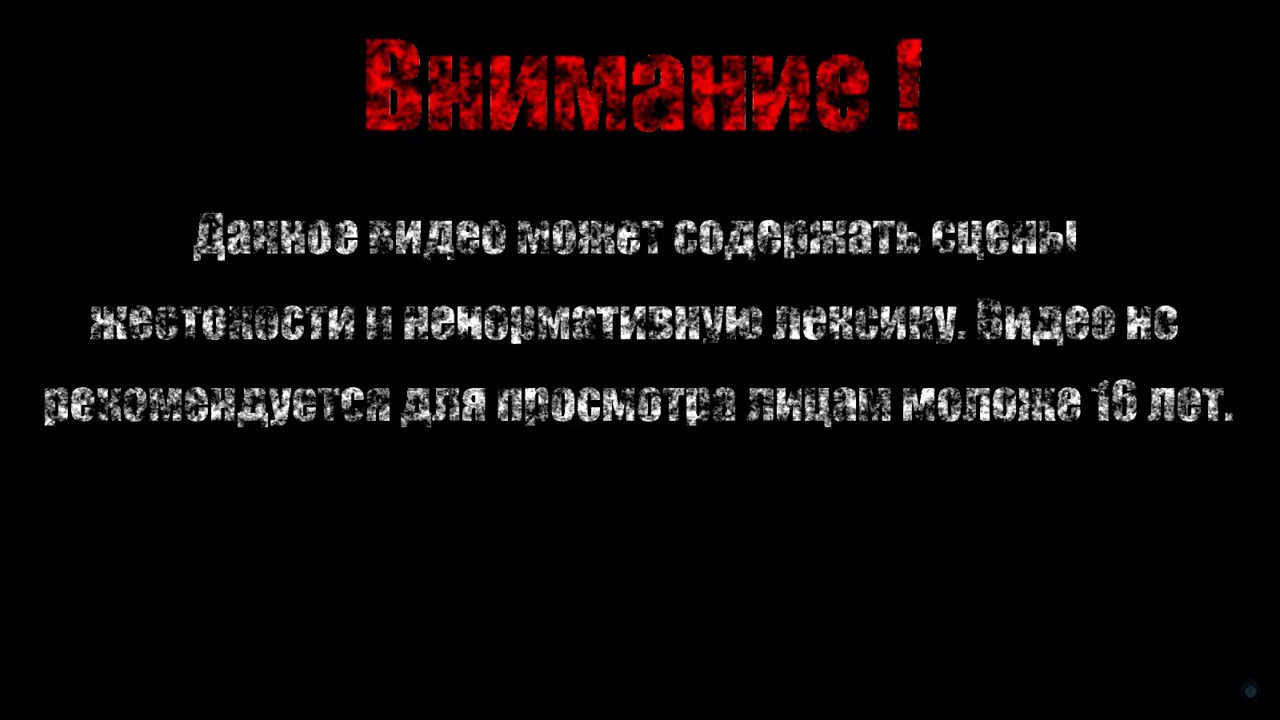 Внимание !
Данное видео может содержать сцены
жестокости и ненормативную лексику. Видео не
рекомендуется для просмотра лицам моложе 16 лет.